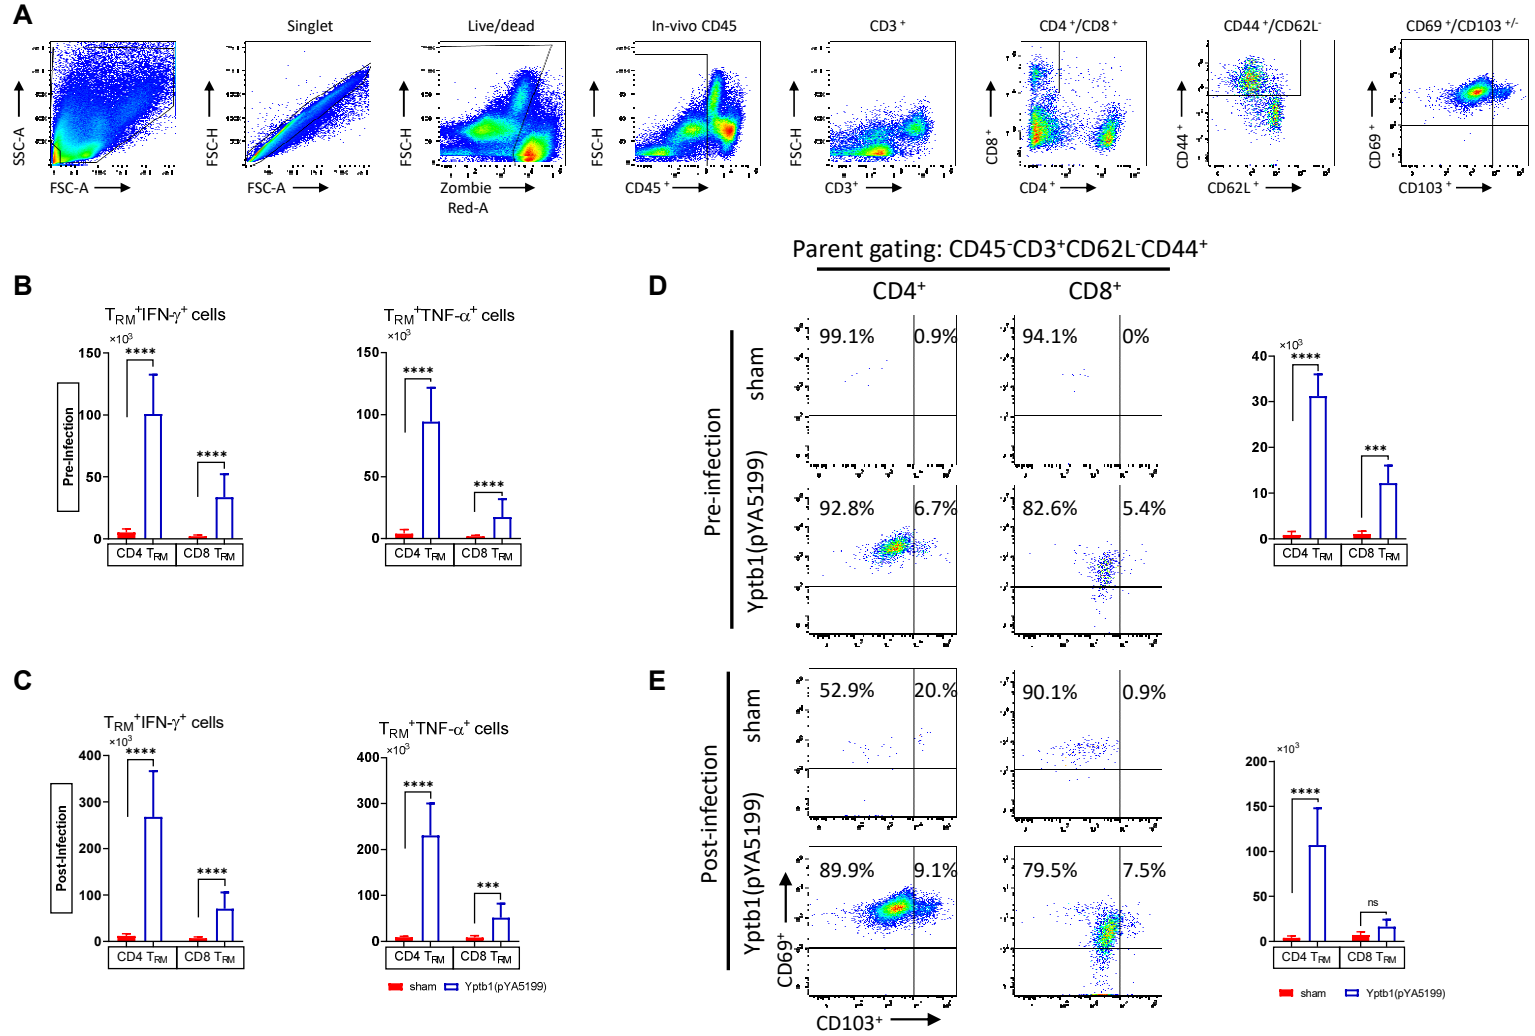 A
Singlet
Live/dead
In-vivo CD45
CD3 +
CD4 +/CD8 +
CD44 +/CD62L-
CD69 +/CD103 +/-
SSC-A
FSC-H
FSC-H
FSC-H
FSC-H
CD8+
CD44 +
CD69 +
FSC-A
FSC-A
Zombie
Red-A
CD45 +
CD3+
CD4 +
CD62L +
CD103 +
Parent gating: CD45-CD3+CD62L-CD44+
B
TRM+IFN-γ+ cells
×10³
150
100
50
0
****
****
Pre-Infection
CD4 TRM
CD8 TRM
TRM+TNF-α+ cells
×10³
150
100
50
0
****
****
CD4 TRM
CD8 TRM
D
CD4+
CD8+
Pre-infection
sham
99.1%
0.9%
94.1%
0%
Yptb1(pYA5199)
92.8%
6.7%
82.6%
5.4%
×10³
40
30
20
10
0
****
***
CD4 TRM
CD8 TRM
C
TRM+IFN-γ+ cells
×10³
400
300
200
100
0
****
****
Post-Infection
CD4 TRM
CD8 TRM
TRM+TNF-α+ cells
×10³
400
300
200
100
0
****
***
CD4 TRM
CD8 TRM
sham
Yptb1(pYA5199)
E
Post-infection
sham
52.9%
20.%
90.1%
0.9%
Yptb1(pYA5199)
89.9%
9.1%
79.5%
7.5%
CD69+
CD103+
×10³
200
150
100
50
0
****
ns
CD4 TRM
CD8 TRM
sham
Yptb1(pYA5199)